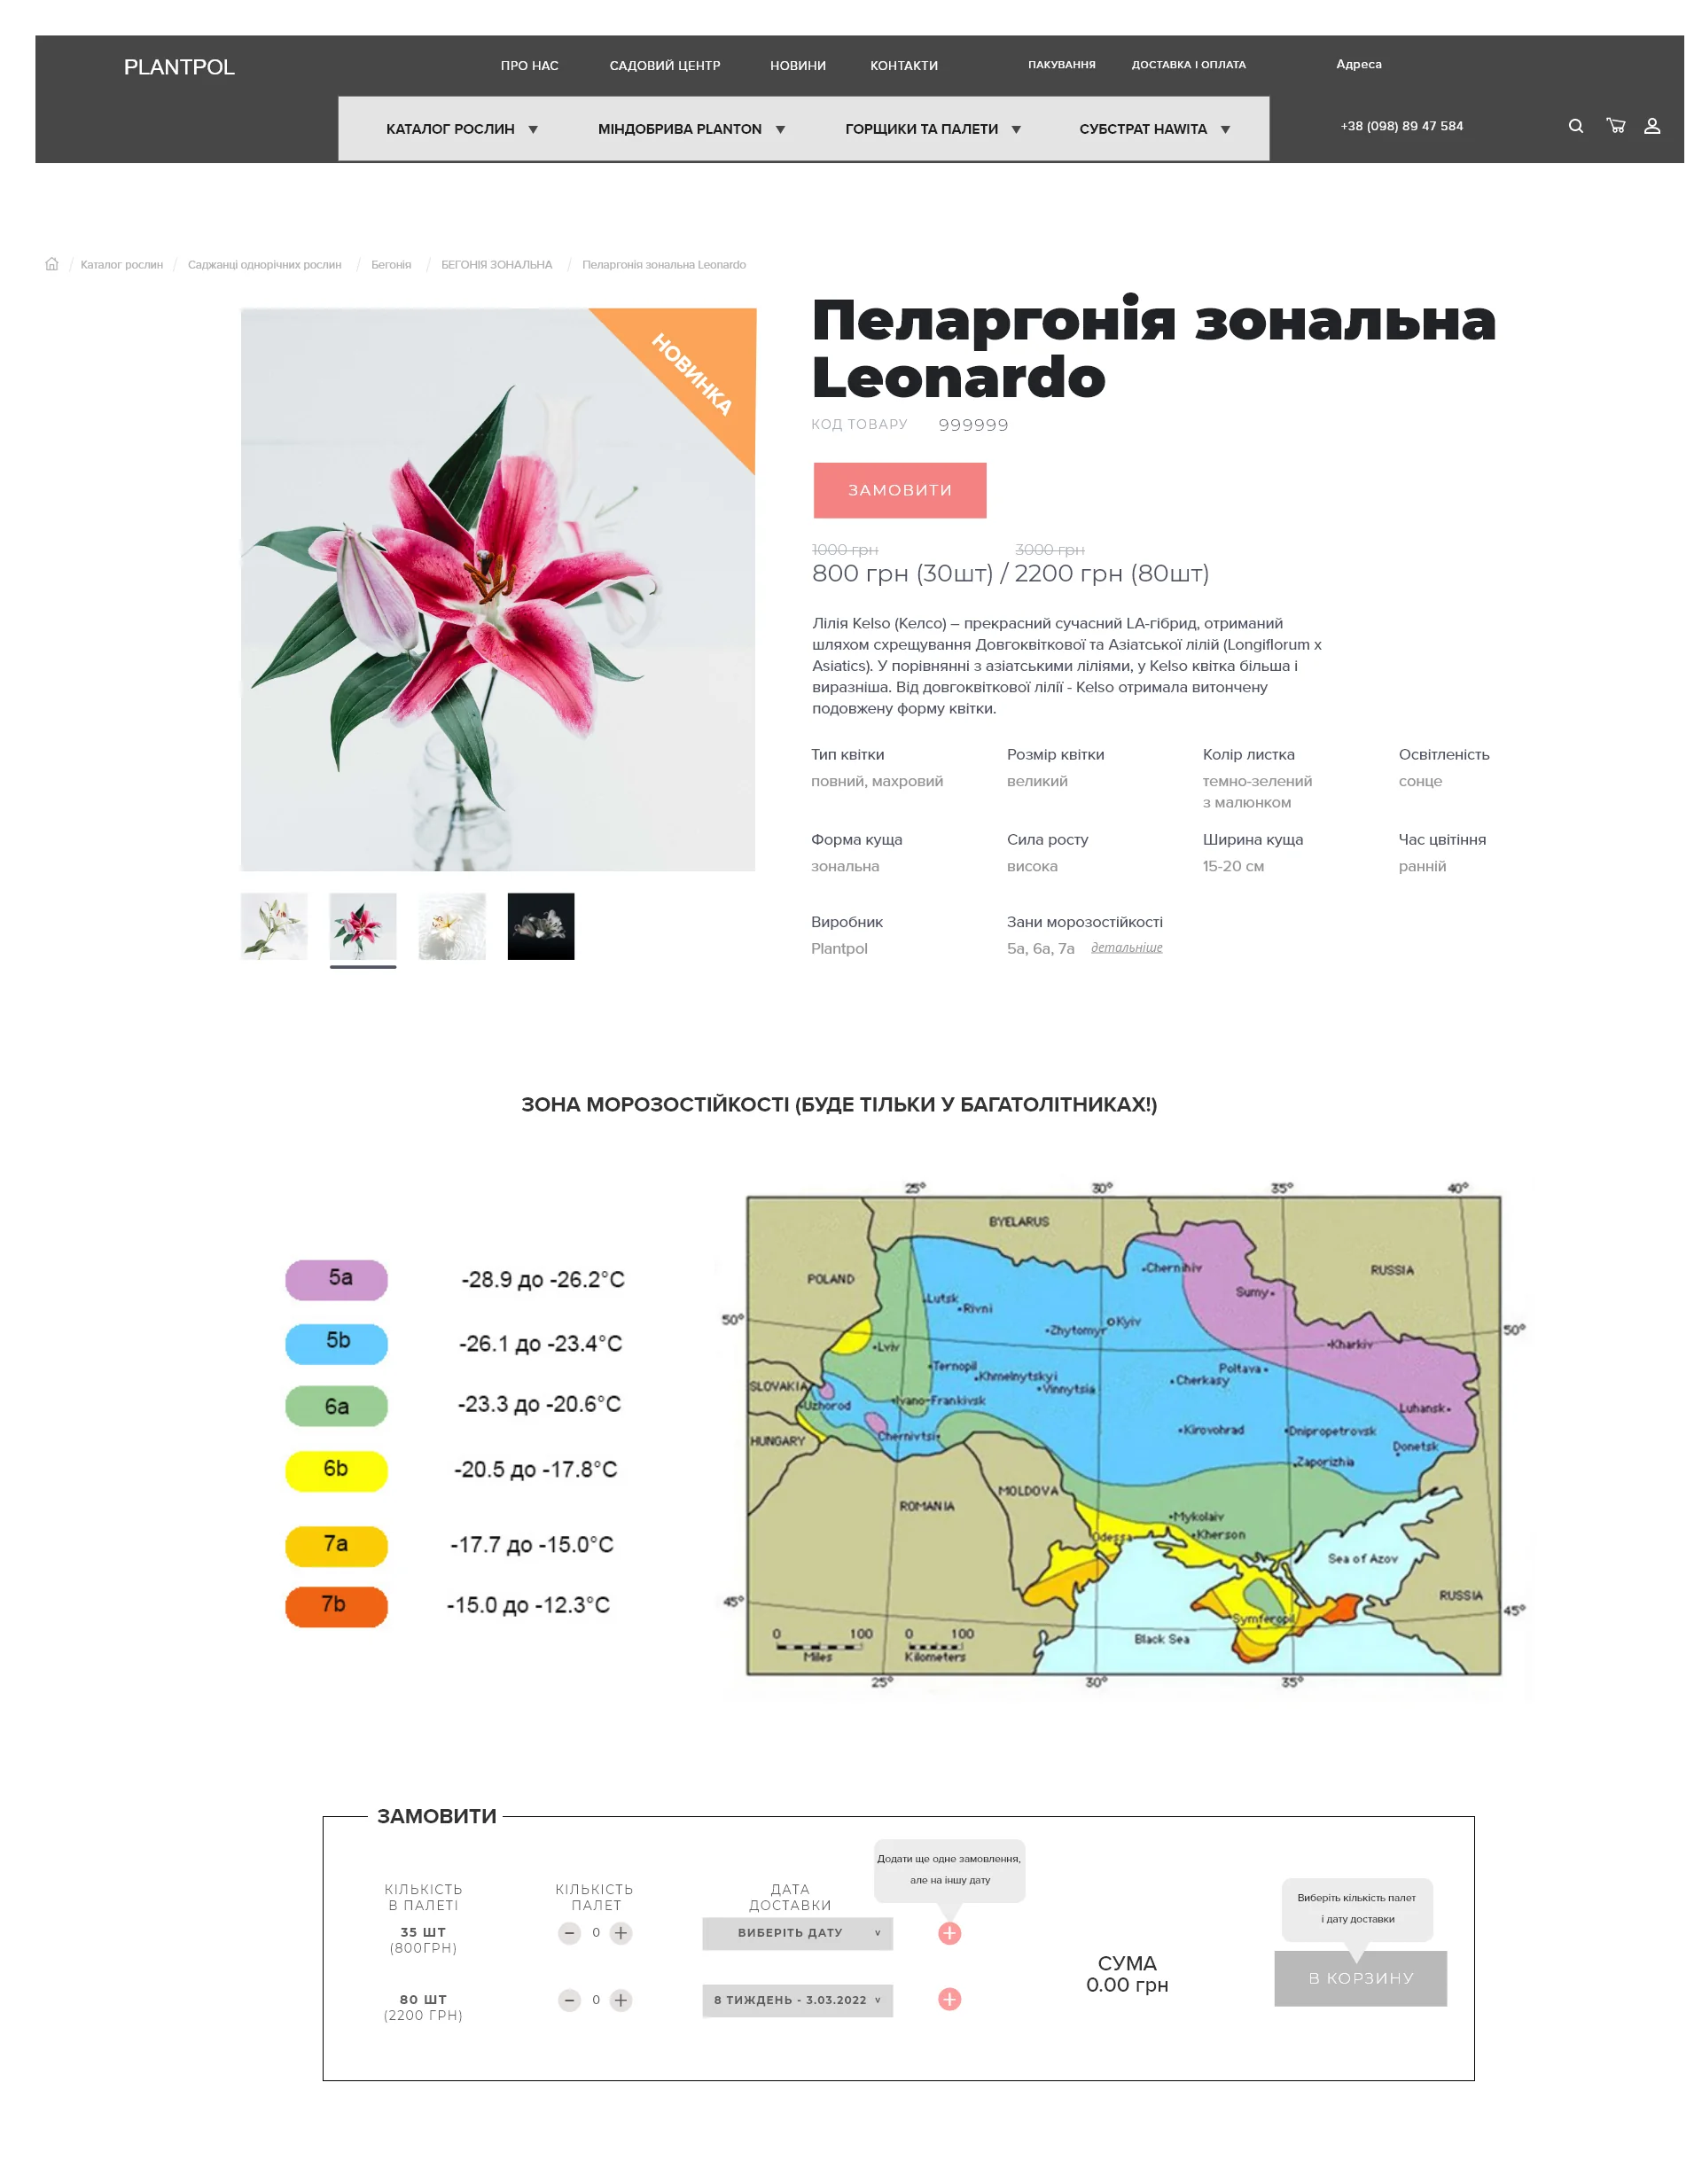 PLANTPOL
ПРО НАС
САДОВИЙ ЦЕНТР
НОВИНИ
КОНТАКТИ
ПАКУВАННЯ
ДОСТАВКА І ОПЛАТА
Адреса
КАТАЛОГ РОСЛИН
МІНДОБРИВА PLANTON
ГОРЩИКИ ТА ПАЛЕТИ
СУБСТРАТ HAWITA
+38 (098) 89 47 584
/ Каталог рослин / Саджанці однорічних рослин / Бегонія / БЕГОНІЯ ЗОНАЛЬНА / Пеларгонія зональна Leonardo
НОВИНКА
Пеларгонія зональна
Leonardo
КОД ТОВАРУ 999999
ЗАМОВИТИ
1000 грн 3000 грн
800 грн (30шт) / 2200 грн (80шт)
Лілія Kelso (Келсо) – прекрасний сучасний LA-гібрид, отриманий
шляхом схрещування Довгоквіткової та Азіатської лілій (Longiflorum x
Asiatics). У порівнянні з азіатськими ліліями, у Kelso квітка більша і
виразніша. Від довгоквіткової лілії - Kelso отримала витончену
подовжену форму квітки.
Тип квітки
повний, махровий
Розмір квітки
великий
Колір листка
темно-зелений
з малюнком
Освітленість
сонце
Форма куща
зональна
Сила росту
висока
Ширина куща
15-20 см
Час цвітіння
ранній
Виробник
Plantpol
Зани морозостійкості
5а, 6а, 7а детальніше
ЗОНА МОРОЗОСТІЙКОСТІ (БУДЕ ТІЛЬКИ У БАГАТОЛІТНИКАХ!)
5a -28.9 до -26.2°C
5b -26.1 до -23.4°C
6a -23.3 до -20.6°C
6b -20.5 до -17.8°C
7a -17.7 до -15.0°C
7b -15.0 до -12.3°C
25° 30° 35° 40°
BYELARUS
POLAND
RUSSIA
Chernihiv
Sumy
Lutsk
Rivni
50°
Kyiv
Zhytomyr
50°
Lviv
Kharkiv
Ternopil
Khmelnytskyi
Vinnytsia
Poltava
Cherkasy
SLOVAKIA
Uzhorod
Ivano-Frankivsk
Luhansk
HUNGARY
Chernivtsi
Kirovohrad
Dnipropetrovsk
Donetsk
Zaporizhia
ROMANIA
MOLDOVA
Mykolaiv
Odessa
Kherson
Sea of Azov
RUSSIA
45°
45°
Symferopil
Black Sea
0 100
Miles
0 100
Kilometers
25° 30° 35°
ЗАМОВИТИ
Додати ще одне замовлення,
але на іншу дату
КІЛЬКІСТЬ
В ПАЛЕТІ
КІЛЬКІСТЬ
ПАЛЕТ
ДАТА
ДОСТАВКИ
Виберіть кількість палет
і дату доставки
35 ШТ
(800ГРН)
0
ВИБЕРІТЬ ДАТУ
СУМА
0.00 грн
В КОРЗИНУ
80 ШТ
(2200 ГРН)
0
8 ТИЖДЕНЬ - 3.03.2022